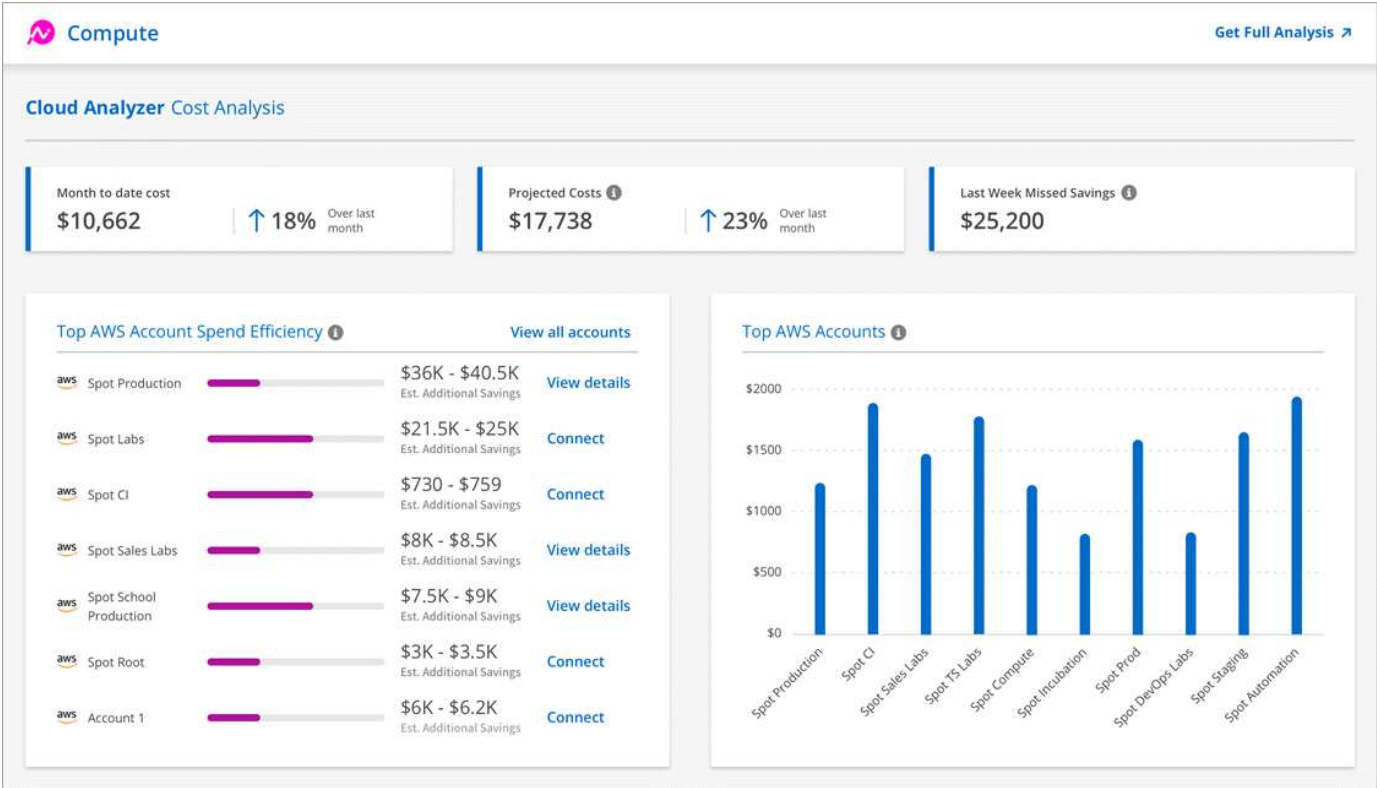 Compute
Get Full Analysis
Cloud Analyzer Cost Analysis
Month to date cost
$10,662
18%
Over last
month
Projected Costs
$17,738
23%
Over last
month
Last Week Missed Savings
$25,200
Top AWS Account Spend Efficiency
View all accounts
aws Spot Production
$36K - $40.5K
Est. Additional Savings
View details
aws Spot Labs
$21.5K - $25K
Est. Additional Savings
Connect
aws Spot CI
$730 - $759
Est. Additional Savings
Connect
aws Spot Sales Labs
$8K - $8.5K
Est. Additional Savings
View details
aws Spot School
Production
$7.5K - $9K
Est. Additional Savings
View details
aws Spot Root
$3K - $3.5K
Est. Additional Savings
Connect
aws Account 1
$6K - $6.2K
Est. Additional Savings
Connect
Top AWS Accounts
$2000
$1500
$1000
$500
$0
Spot Production
Spot CI
Spot Sales Labs
Spot TS Labs
Spot Compute
Spot Incubation
Spot Prod
Spot DevOps Labs
Spot Staging
Spot Automation